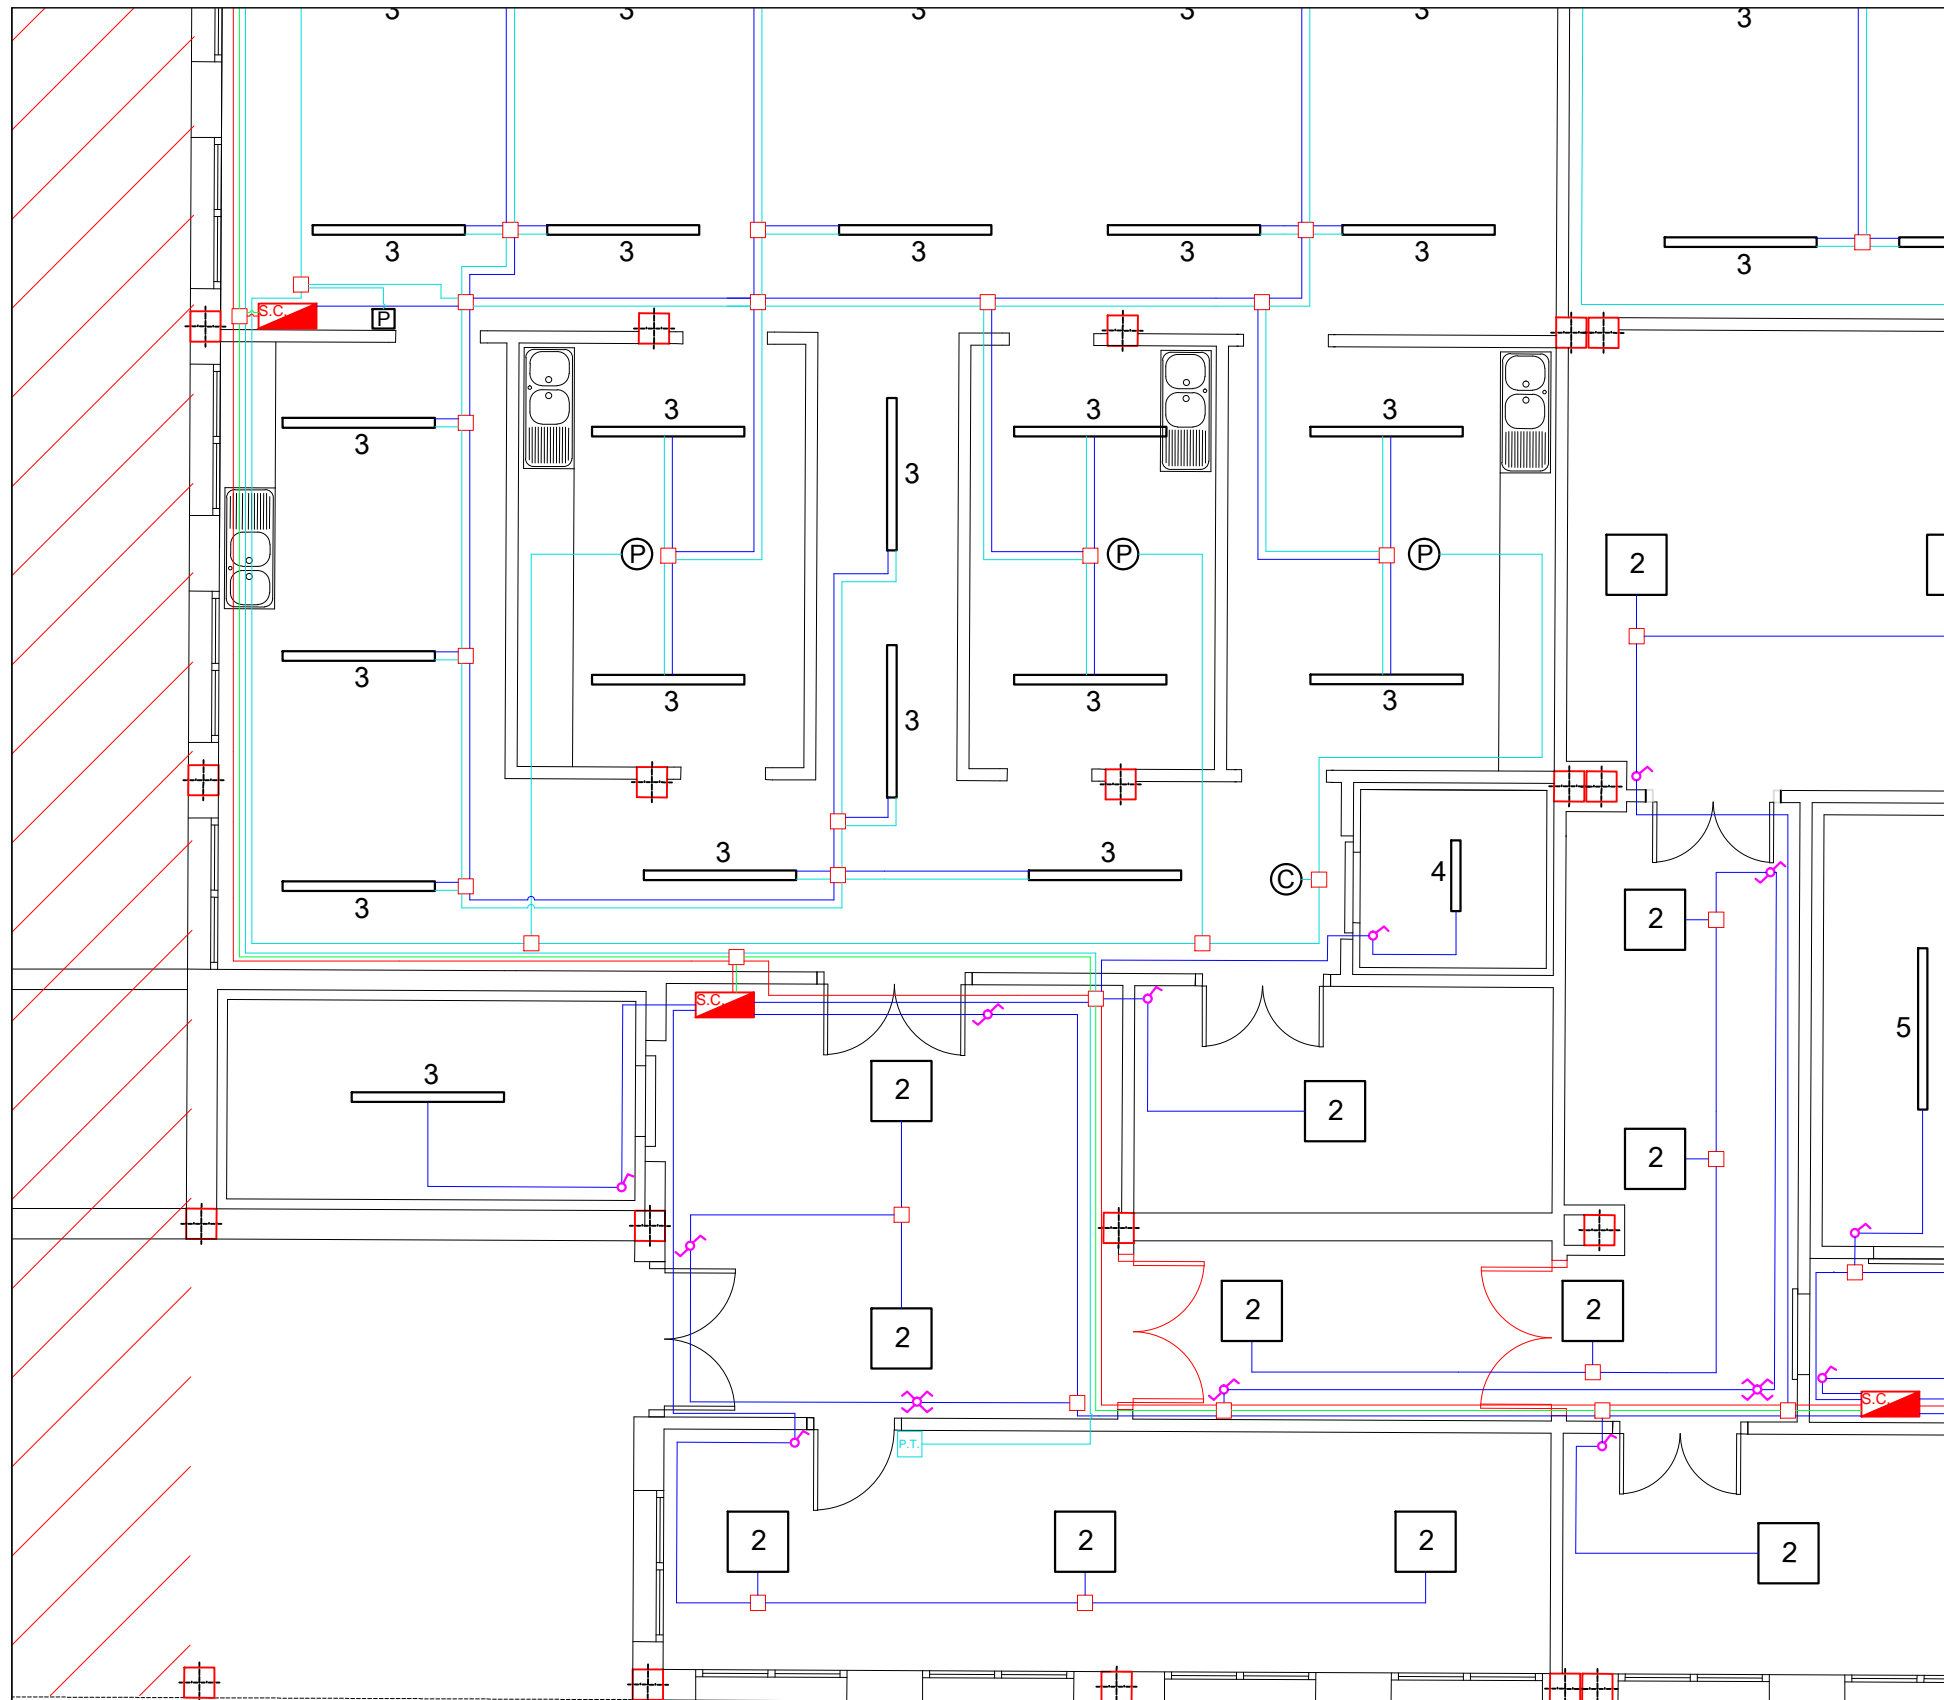 3 3 3 3 3 3
3 3 3 3 3 3
S.C. P
3 3 3 3
3
P P P 2
3 3 3 3
3
3 3 3 C 4 2
S.C. 5
3 2 2
2
2 2 2
S.C.
P.T.
2 2 2 2